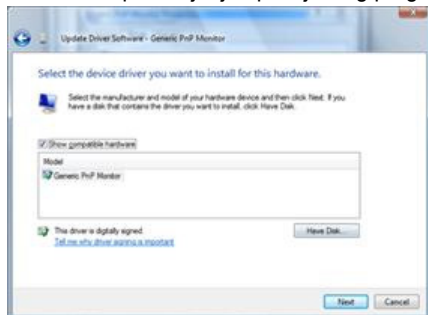 Update Driver Software - Generic PnP Monitor
Select the device driver you want to install for this hardware.
Select the manufacturer and model of your hardware device and then click Next. If you
have a disk that contains the driver you want to install, click Have Disk.
Show compatible hardware
Model
Generic PnP Monitor
This driver is digitally signed.
Have Disk...
Tell me why driver signing is important
Next
Cancel